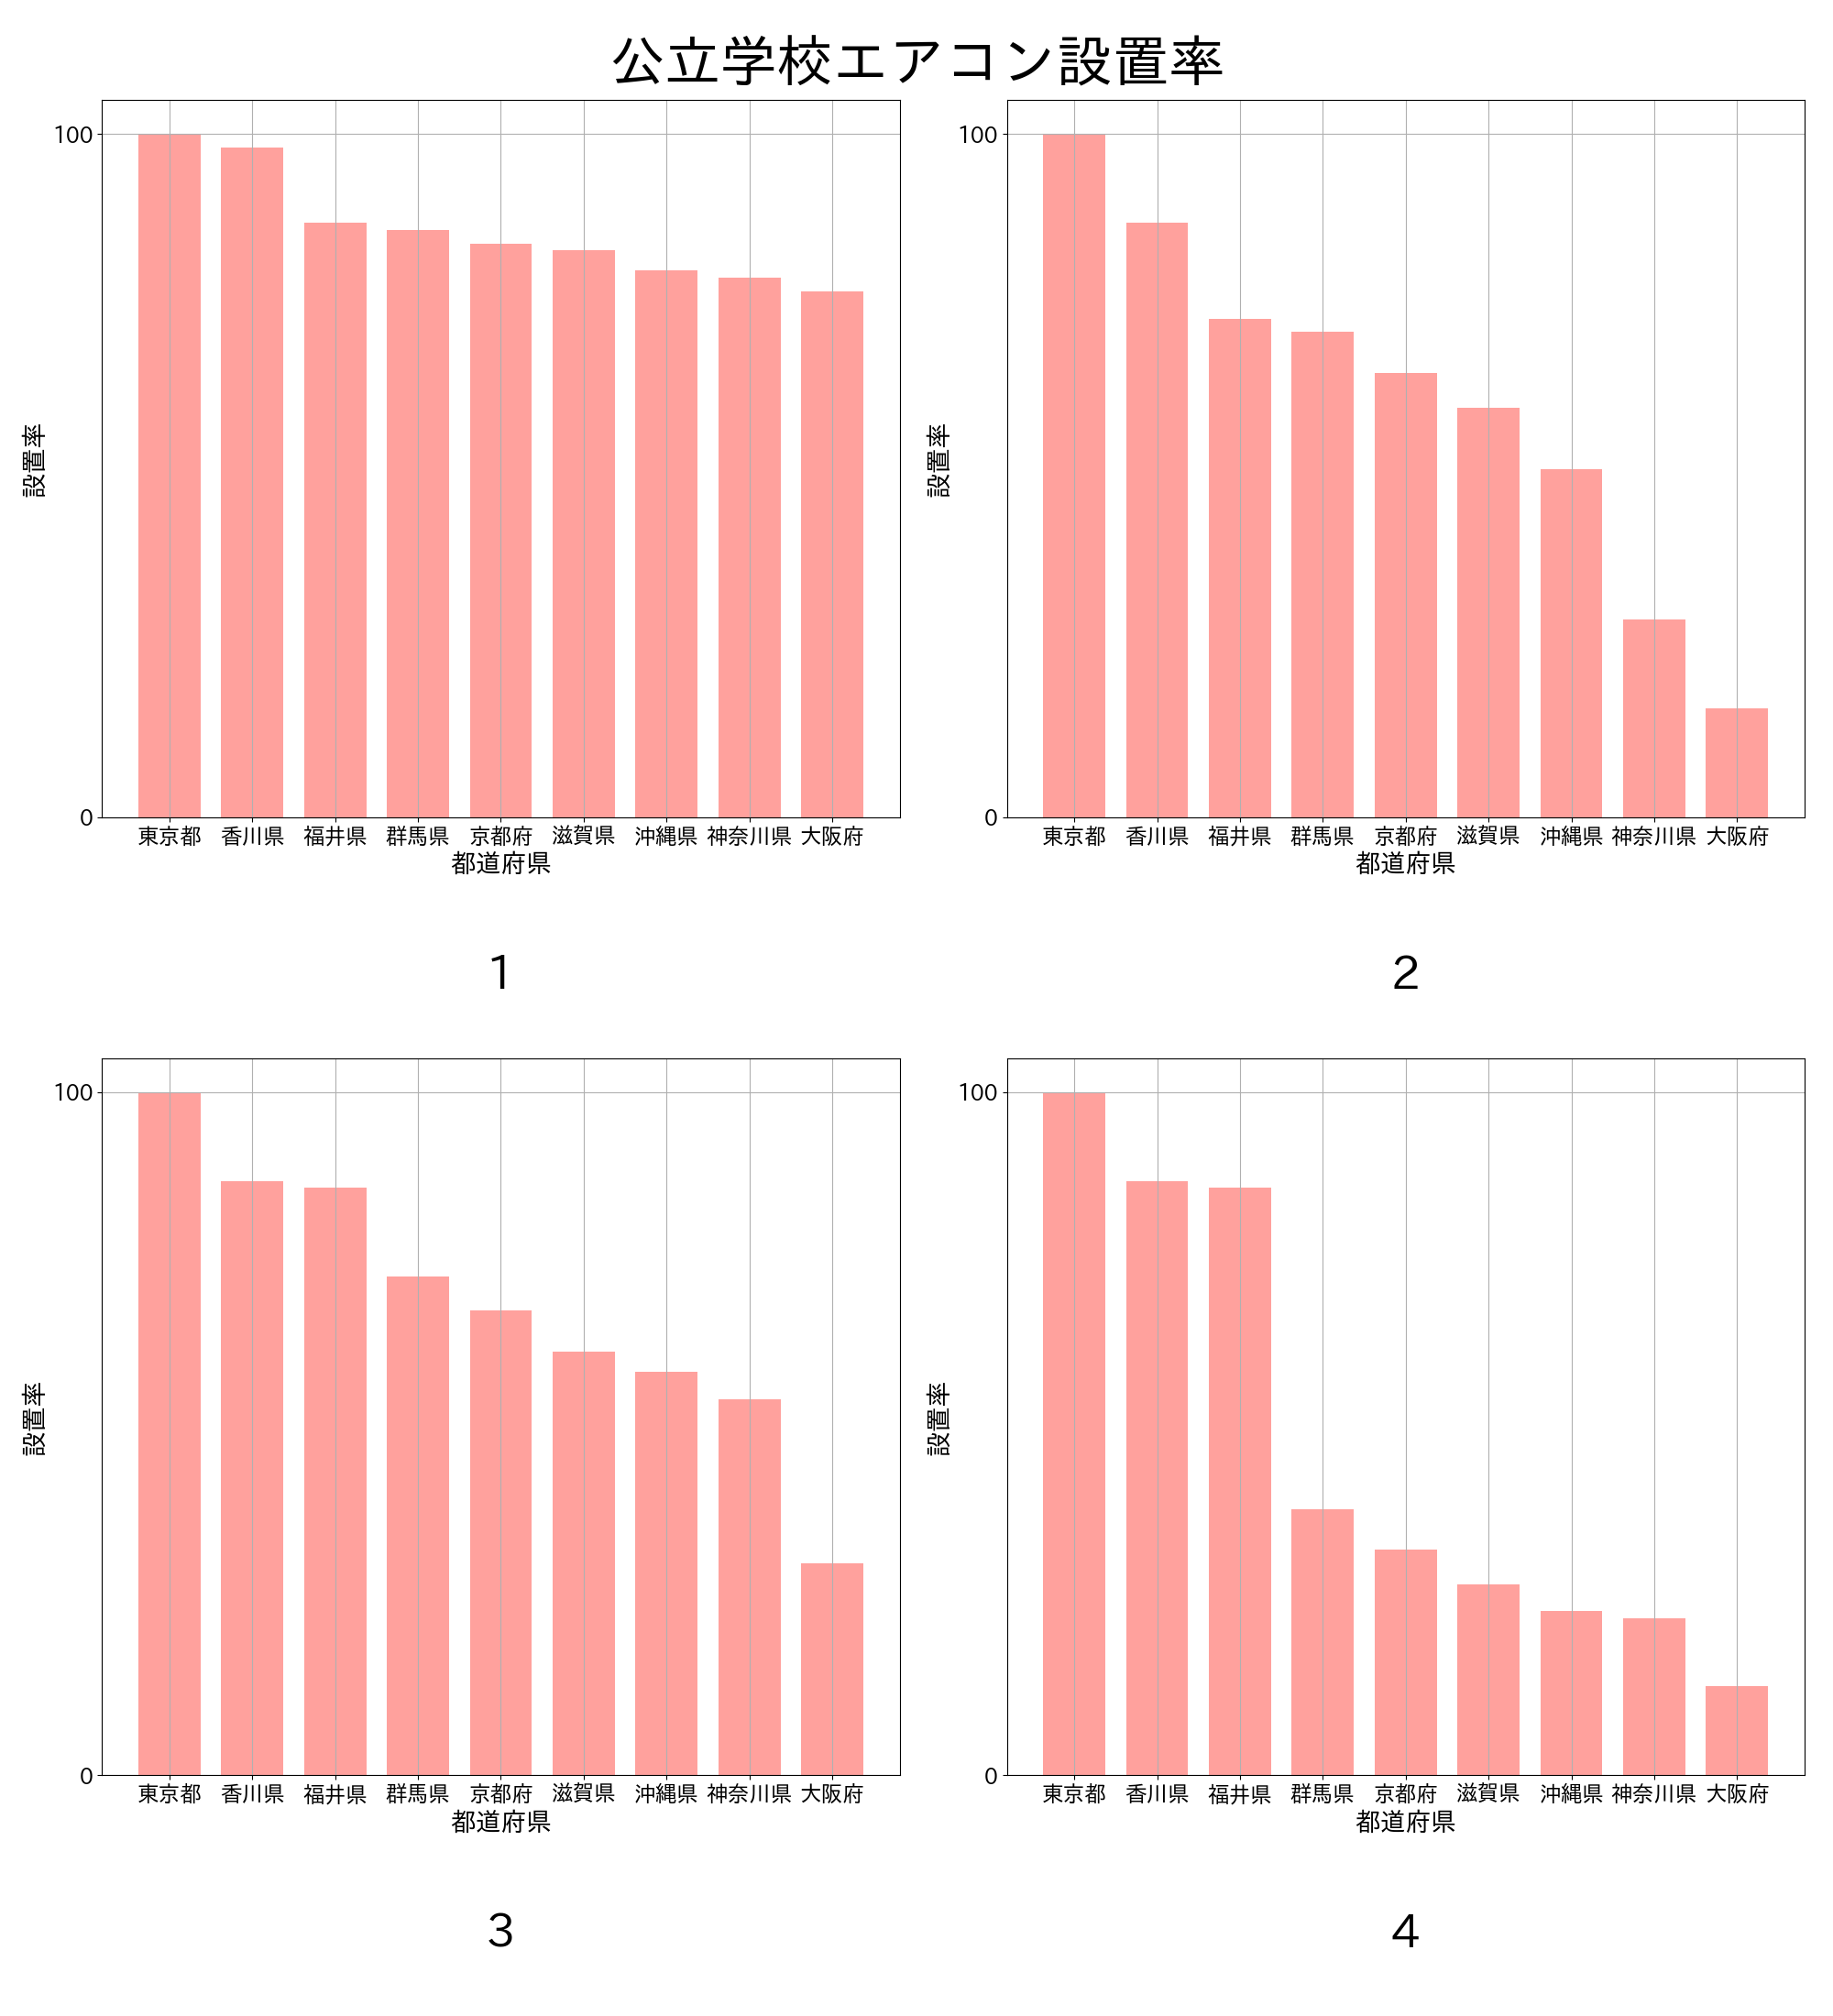 公立学校エアコン設置率
100
設置率
0
東京都 香川県 福井県 群馬県 京都府 滋賀県 沖縄県 神奈川県 大阪府
都道府県
1
100
設置率
0
東京都 香川県 福井県 群馬県 京都府 滋賀県 沖縄県 神奈川県 大阪府
都道府県
2
100
設置率
0
東京都 香川県 福井県 群馬県 京都府 滋賀県 沖縄県 神奈川県 大阪府
都道府県
3
100
設置率
0
東京都 香川県 福井県 群馬県 京都府 滋賀県 沖縄県 神奈川県 大阪府
都道府県
4